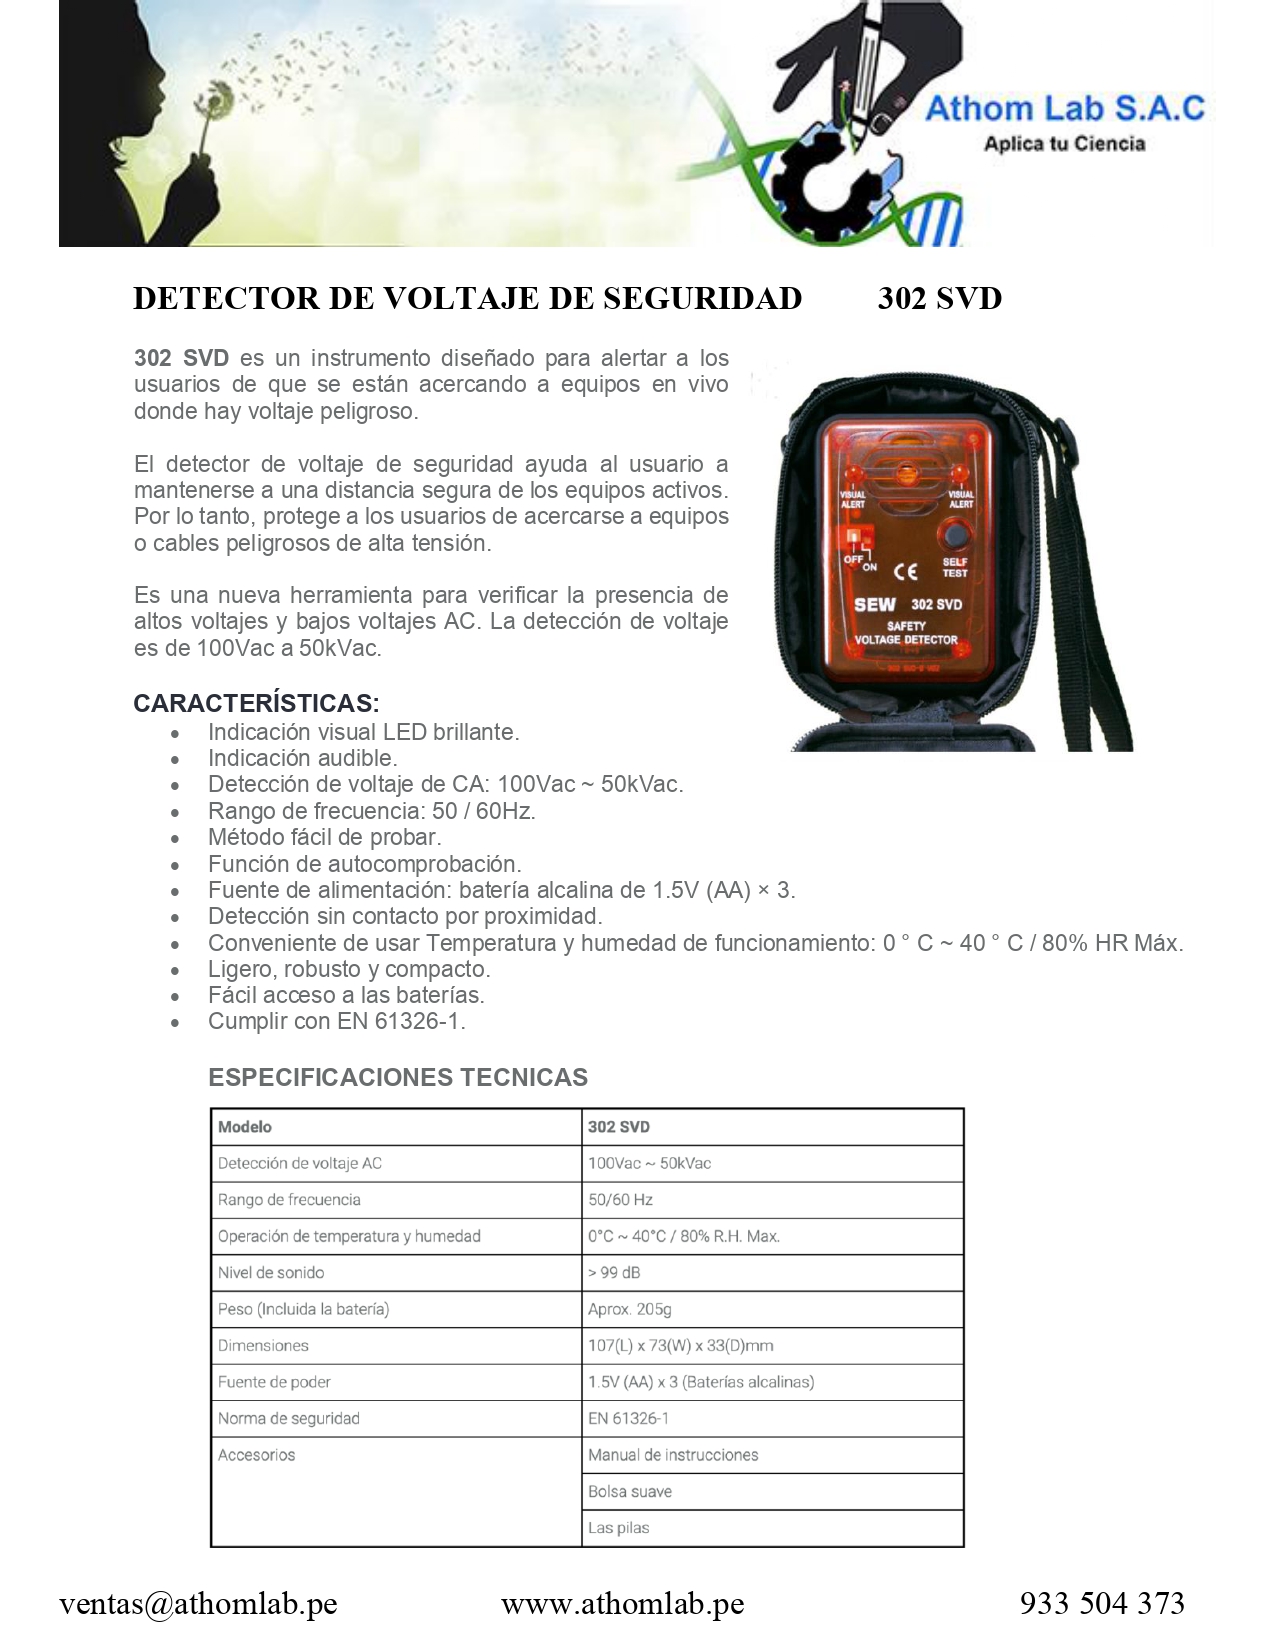 Athom Lab S.A.C
Aplica tu Ciencia
DETECTOR DE VOLTAJE DE SEGURIDAD 302 SVD
302 SVD es un instrumento diseñado para alertar a los
usuarios de que se están acercando a equipos en vivo
donde hay voltaje peligroso.
El detector de voltaje de seguridad ayuda al usuario a
mantenerse a una distancia segura de los equipos activos.
Por lo tanto, protege a los usuarios de acercarse a equipos
o cables peligrosos de alta tensión.
Es una nueva herramienta para verificar la presencia de
altos voltajes y bajos voltajes AC. La detección de voltaje
es de 100Vac a 50kVac.
VISUAL ALERT
VISUAL ALERT
OFF
ON
CE
SELF TEST
SEW 302 SVD
SAFETY
VOLTAGE DETECTOR
CARACTERÍSTICAS:
• Indicación visual LED brillante.
• Indicación audible.
• Detección de voltaje de CA: 100Vac ~ 50kVac.
• Rango de frecuencia: 50 / 60Hz.
• Método fácil de probar.
• Función de autocomprobación.
• Fuente de alimentación: batería alcalina de 1.5V (AA) × 3.
• Detección sin contacto por proximidad.
• Conveniente de usar Temperatura y humedad de funcionamiento: 0 ° C ~ 40 ° C / 80% HR Máx.
• Ligero, robusto y compacto.
• Fácil acceso a las baterías.
• Cumplir con EN 61326-1.
ESPECIFICACIONES TECNICAS
Modelo 302 SVD
Detección de voltaje AC 100Vac ~ 50kVac
Rango de frecuencia 50/60 Hz
Operación de temperatura y humedad 0°C ~ 40°C / 80% R.H. Max.
Nivel de sonido > 99 dB
Peso (Incluida la batería) Aprox. 205g
Dimensiones 107(L) x 73(W) x 33(D)mm
Fuente de poder 1.5V (AA) x 3 (Baterías alcalinas)
Norma de seguridad EN 61326-1
Accesorios Manual de instrucciones
Bolsa suave
Las pilas
ventas@athomlab.pe www.athomlab.pe 933 504 373